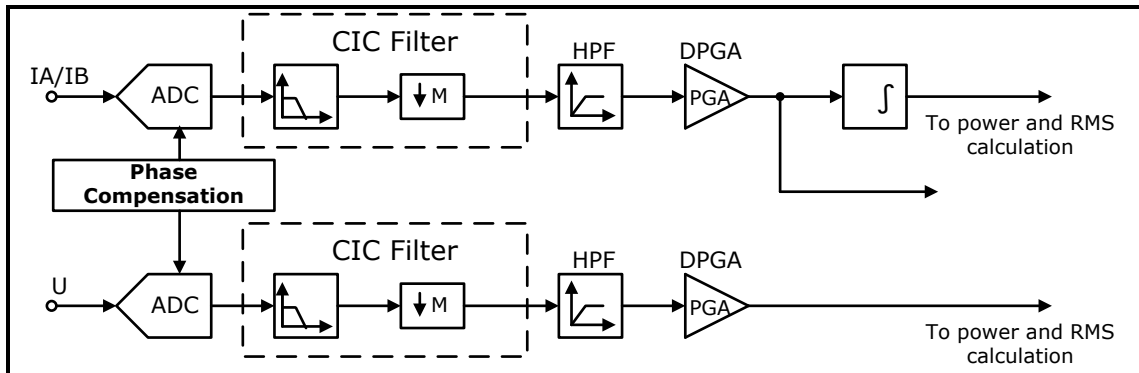 CIC Filter
HPF
DPGA
IA/IB
ADC
↓ M
PGA
∫
To power and RMS
calculation
Phase
Compensation
CIC Filter
HPF
DPGA
U
ADC
↓ M
PGA
To power and RMS
calculation